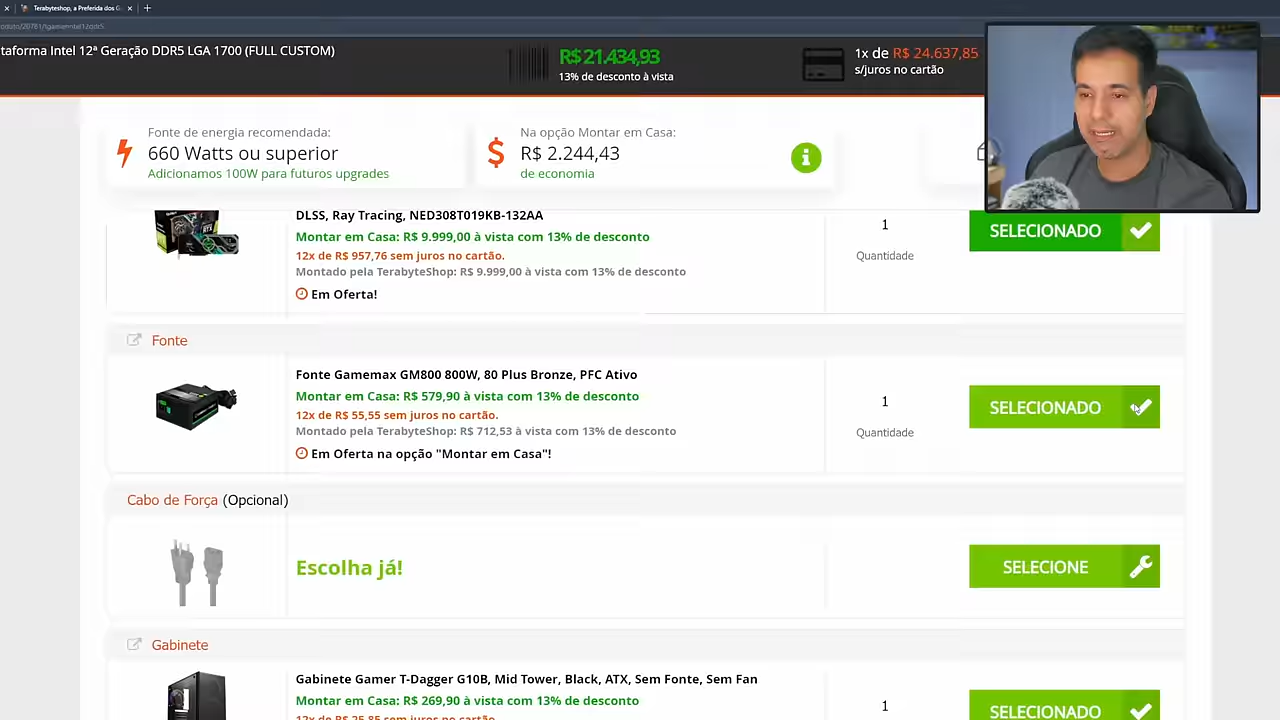 Terabyteshop, a Preferida dos G
taforma Intel 12ª Geração DDR5 LGA 1700 (FULL CUSTOM)
R$ 21.434,93
13% de desconto à vista
1x de R$ 24.637,85
s/juros no cartão
Fonte de energia recomendada:
660 Watts ou superior
Adicionamos 100W para futuros upgrades
Na opção Montar em Casa:
R$ 2.244,43
de economia
DLSS, Ray Tracing, NED308T019KB-132AA
Montar em Casa: R$ 9.999,00 à vista com 13% de desconto
12x de R$ 957,76 sem juros no cartão.
Montado pela TerabyteShop: R$ 9.999,00 à vista com 13% de desconto
Em Oferta!
1
Quantidade
SELECIONADO
Fonte
Fonte Gamemax GM800 800W, 80 Plus Bronze, PFC Ativo
Montar em Casa: R$ 579,90 à vista com 13% de desconto
12x de R$ 55,55 sem juros no cartão.
Montado pela TerabyteShop: R$ 712,53 à vista com 13% de desconto
Em Oferta na opção "Montar em Casa"!
1
Quantidade
SELECIONADO
Cabo de Força (Opcional)
Escolha já!
SELECIONE
Gabinete
Gabinete Gamer T-Dagger G10B, Mid Tower, Black, ATX, Sem Fonte, Sem Fan
Montar em Casa: R$ 269,90 à vista com 13% de desconto
12x de R$ 25,85 sem juros no cartão.
1
SELECIONADO